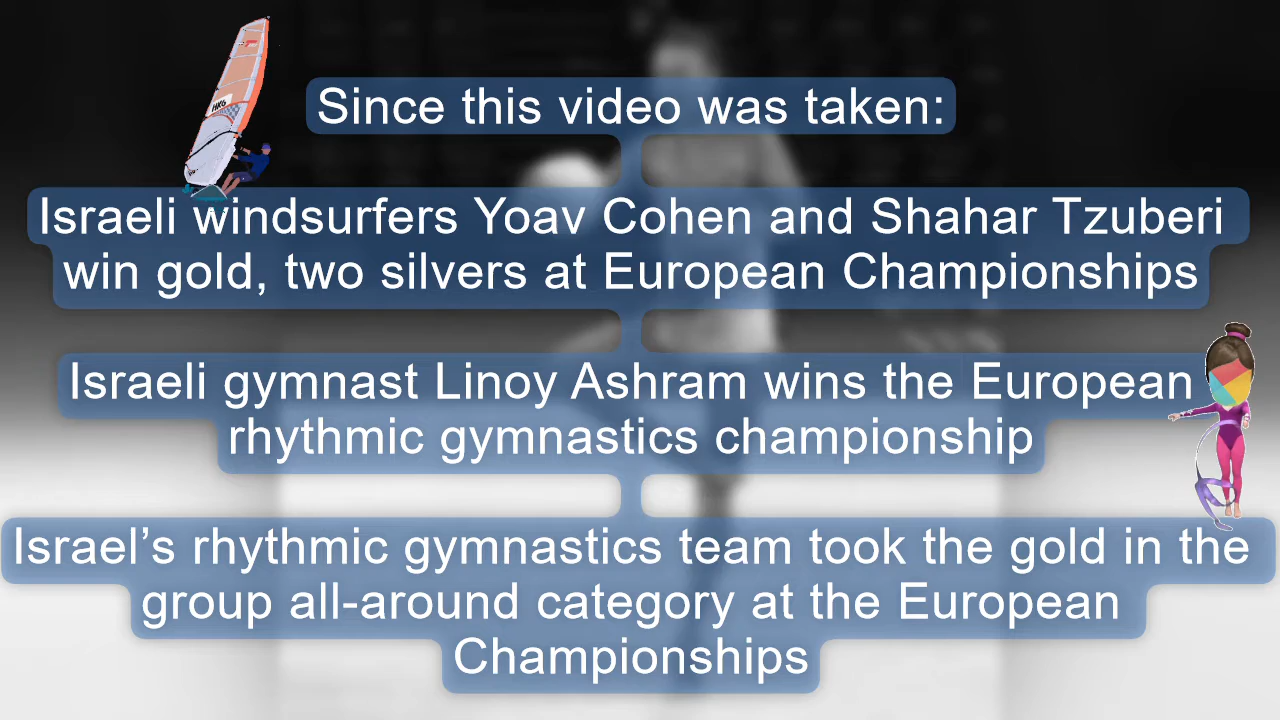 Since this video was taken:
Israeli windsurfers Yoav Cohen and Shahar Tzuberi
win gold, two silvers at European Championships
Israeli gymnast Linoy Ashram wins the European
rhythmic gymnastics championship
Israel’s rhythmic gymnastics team took the gold in the
group all-around category at the European
Championships
HKG